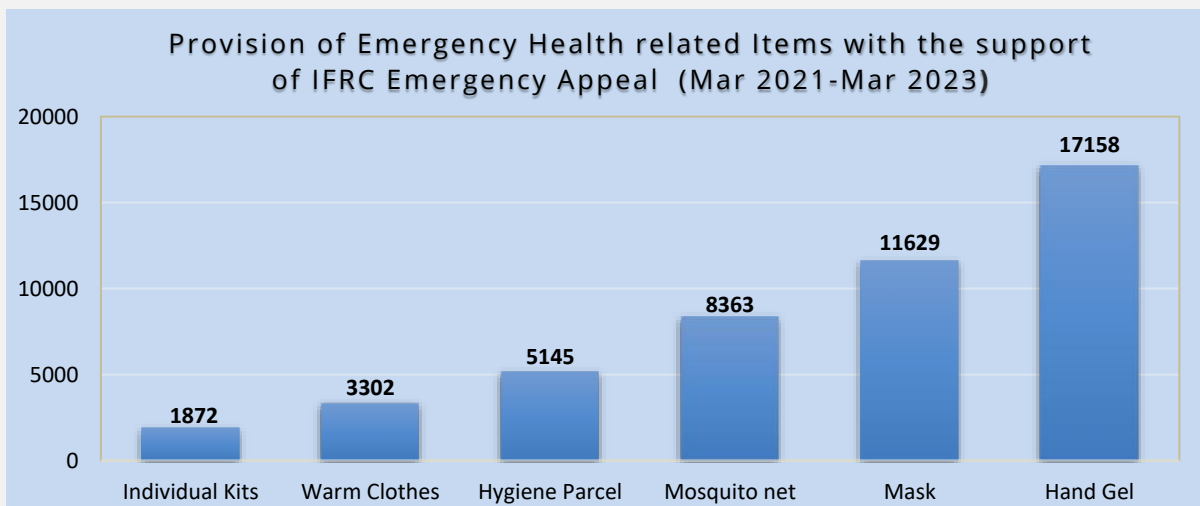 Provision of Emergency Health related Items with the support
of IFRC Emergency Appeal (Mar 2021-Mar 2023)
20000
15000
10000
5000
0
1872
3302
5145
8363
11629
17158
Individual Kits
Warm Clothes
Hygiene Parcel
Mosquito net
Mask
Hand Gel